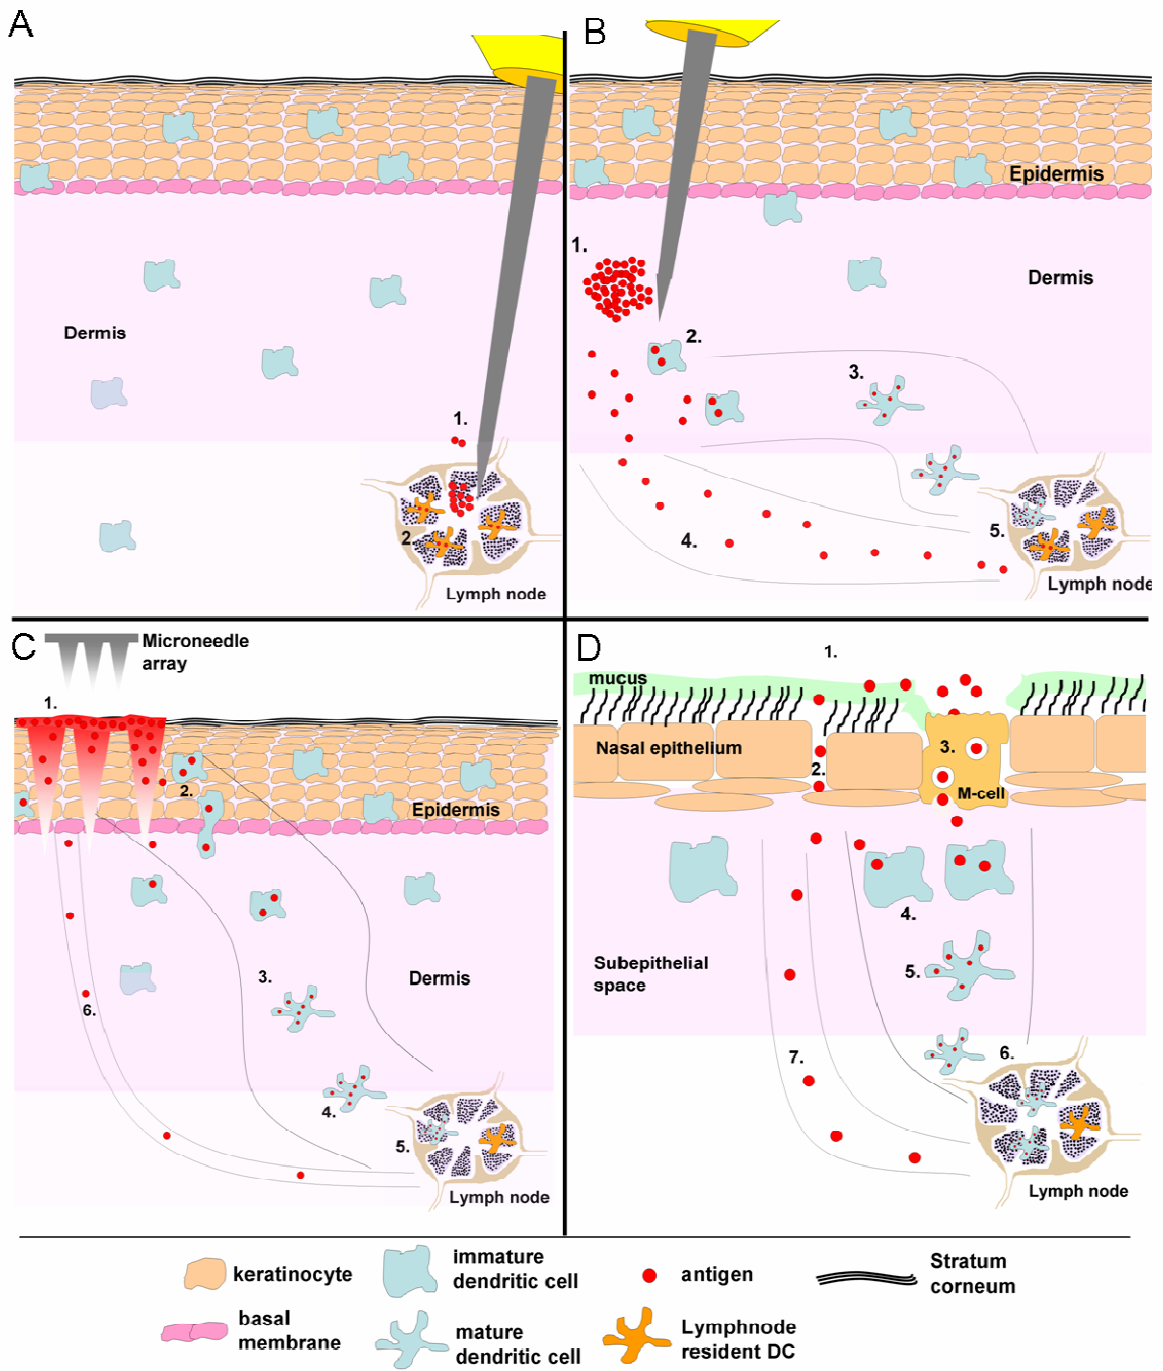 A
1.
Dermis
2.
Lymph node
B
Epidermis
1.
Dermis
2.
3.
4.
5.
Lymph node
C
Microneedle
array
1.
2.
Epidermis
3.
Dermis
6.
4.
5.
Lymph node
D
1.
mucus
Nasal epithelium
3.
2.
M-cell
4.
Subepithelial
space
5.
6.
7.
Lymph node
keratinocyte
immature
dendritic cell
antigen
Stratum
corneum
basal
membrane
mature
dendritic cell
Lymphnode
resident DC